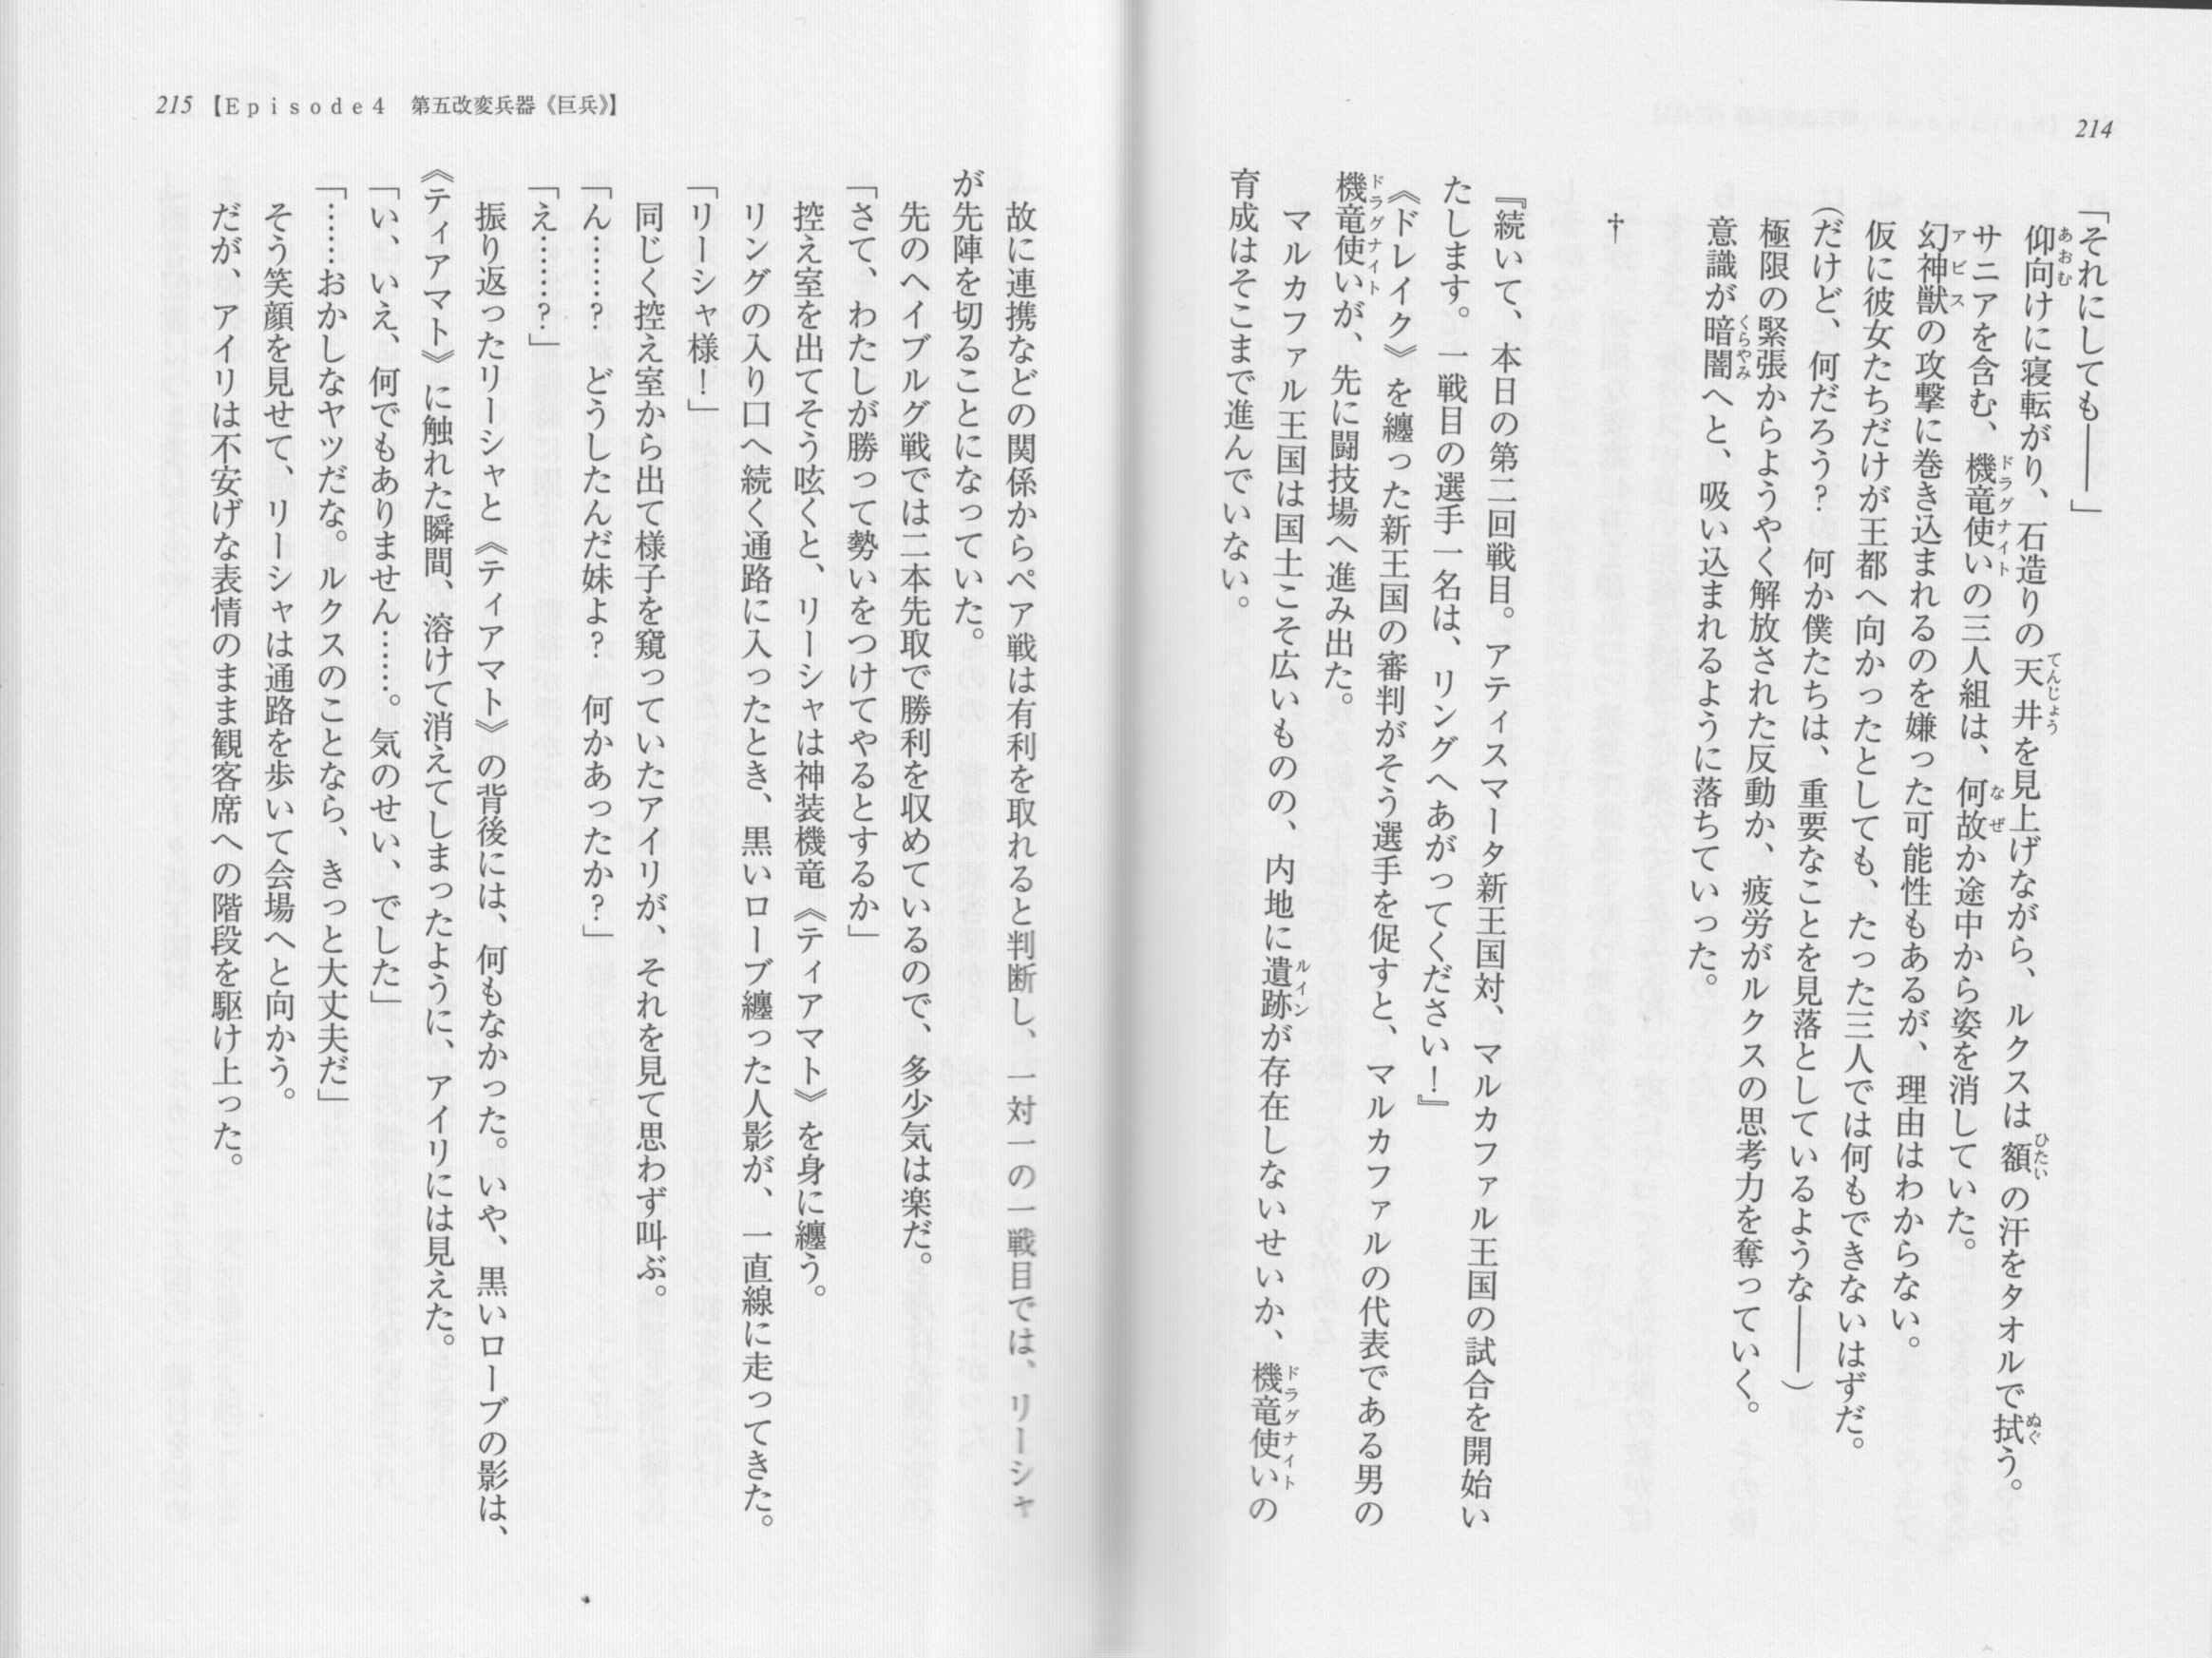 214
「それにしても――」
仰向けに寝転がり、石造りの天井を見上げながら、ルクスは額の汗をタオルで拭う。
サニアを含む、機竜使いの三人組は、何故か途中から姿を消していた。
幻神獣の攻撃に巻き込まれるのを嫌った可能性もあるが、理由はわからない。
仮に彼女たちだけが王都へ向かったとしても、たった三人では何もできないはずだ。
(だけど、何だろう? 何か僕たちは、重要なことを見落としているような――)
極限の緊張からようやく解放された反動か、疲労がルクスの思考力を奪っていく。
意識が暗闇へと、吸い込まれるように落ちていった。
†
『続いて、本日の第二回戦目。アティスマータ新王国対、マルカファル王国の試合を開始い
たします。一戦目の選手一名は、リングへあがってください!』
《ドレイク》を纏った新王国の審判がそう選手を促すと、マルカファルの代表である男の
機竜使いが、先に闘技場へ進み出た。
マルカファル王国は国土こそ広いものの、内地に遺跡が存在しないせいか、機竜使いの
育成はそこまで進んでいない。
215 【Episode4 第五改変兵器《巨兵》】
故に連携などの関係からペア戦は有利を取れると判断し、一対一の一戦目では、リーシャ
が先陣を切ることになっていた。
先のヘイブルグ戦では二本先取で勝利を収めているので、多少気は楽だ。
「さて、わたしが勝って勢いをつけてやるとするか」
控え室を出てそう呟くと、リーシャは神装機竜《ティアマト》を身に纏う。
リングの入り口へ続く通路に入ったとき、黒いローブ纏った人影が、一直線に走ってきた。
「リーシャ様!」
同じく控え室から出て様子を窺っていたアイリが、それを見て思わず叫ぶ。
「ん……? どうしたんだ妹よ? 何かあったか?」
「え……?」
振り返ったリーシャと《ティアマト》の背後には、何もなかった。いや、黒いローブの影は、
《ティアマト》に触れた瞬間、溶けて消えてしまったように、アイリには見えた。
「い、いえ、何でもありません……。気のせい、でした」
「……おかしなヤツだな。ルクスのことなら、きっと大丈夫だ」
そう笑顔を見せて、リーシャは通路を歩いて会場へと向かう。
だが、アイリは不安げな表情のまま観客席への階段を駆け上った。